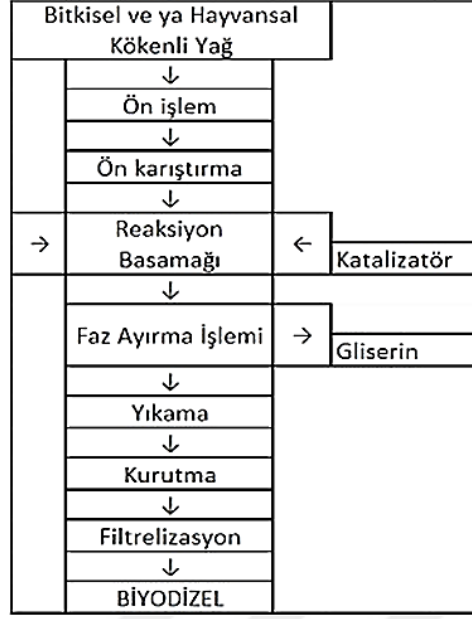 Bitkisel ve ya Hayvansal
Kökenli Yağ
↓
Ön işlem
↓
Ön karıştırma
↓
→ Reaksiyon ←
Basamağı Katalizatör
↓
Faz Ayırma İşlemi →
Gliserin
↓
Yıkama
↓
Kurutma
↓
Filtrelizasyon
↓
BİYODİZEL